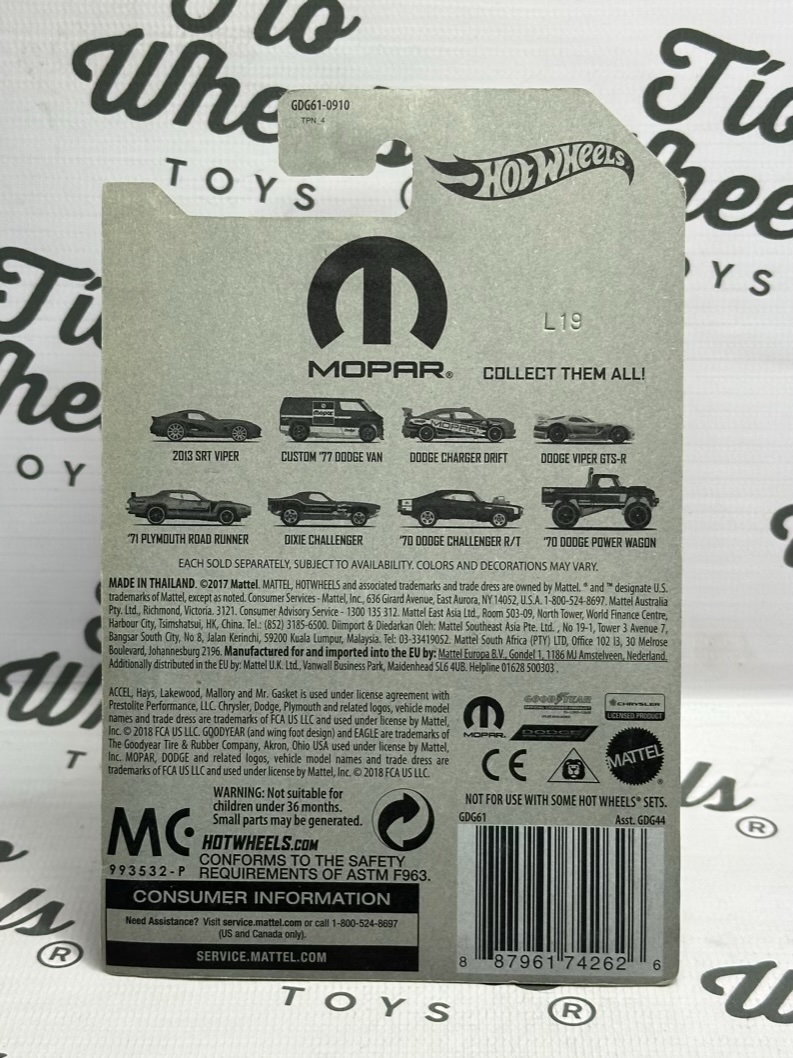 Tío
Wheels
TOYS
Tío
GDG61-0910
TPN_4
HOT WHEELS™
L19
MOPAR®
COLLECT THEM ALL!
2013 SRT VIPER
CUSTOM '77 DODGE VAN
DODGE CHARGER DRIFT
DODGE VIPER GTS-R
'71 PLYMOUTH ROAD RUNNER
DIXIE CHALLENGER
'70 DODGE CHALLENGER R/T
'70 DODGE POWER WAGON
EACH SOLD SEPARATELY, SUBJECT TO AVAILABILITY. COLORS AND DECORATIONS MAY VARY.
MADE IN THAILAND. ©2017 Mattel. MATTEL, HOTWHEELS and associated trademarks and trade dress are owned by Mattel. ® and ™ designate U.S.
trademarks of Mattel, except as noted. Consumer Services - Mattel, Inc., 636 Girard Avenue, East Aurora, NY 14052, U.S.A. 1-800-524-8697. Mattel Australia
Pty. Ltd., Richmond, Victoria. 3121. Consumer Advisory Service - 1300 135 312. Mattel East Asia Ltd., Room 503-09, North Tower, World Finance Centre,
Harbour City, Tsimshatsui, HK, China. Tel.: (852) 3185-6500. Diimport & Diedarkan Oleh: Mattel Southeast Asia Pte. Ltd. , No 19-1, Tower 3 Avenue 7,
Bangsar South City, No 8, Jalan Kerinchi, 59200 Kuala Lumpur, Malaysia. Tel: 03-33419052. Mattel South Africa (PTY) LTD, Office 102 I3, 30 Melrose
Boulevard, Johannesburg 2196. Manufactured for and imported into the EU by: Mattel Europa B.V., Gondel 1, 1186 MJ Amstelveen, Nederland.
Additionally distributed in the EU by: Mattel U.K. Ltd., Vanwall Business Park, Maidenhead SL6 4UB. Helpline 01628 500303 .
ACCEL, Hays, Lakewood, Mallory and Mr. Gasket is used under license agreement with
Prestolite Performance, LLC. Chrysler, Dodge, Plymouth and related logos, vehicle model
names and trade dress are trademarks of FCA US LLC and used under license by Mattel,
Inc. © 2018 FCA US LLC. GOODYEAR (and wing foot design) and EAGLE are trademarks of
The Goodyear Tire & Rubber Company, Akron, Ohio USA used under license by Mattel,
Inc. MOPAR, DODGE and related logos, vehicle model names and trade dress are
trademarks of FCA US LLC and used under license by Mattel, Inc. © 2018 FCA US LLC.
MOPAR.
GOODYEAR
DODGE
CHRYSLER
LICENSED PRODUCT
CE
MATTEL®
WARNING: Not suitable for
children under 36 months.
Small parts may be generated.
HOTWHEELS.COM
MC
993532-P
CONFORMS TO THE SAFETY
REQUIREMENTS OF ASTM F963.
CONSUMER INFORMATION
Need Assistance? Visit service.mattel.com or call 1-800-524-8697
(US and Canada only).
SERVICE.MATTEL.COM
NOT FOR USE WITH SOME HOT WHEELS® SETS.
GDG61
Asst. GDG44
8 87961 74262 6
TOYS ®